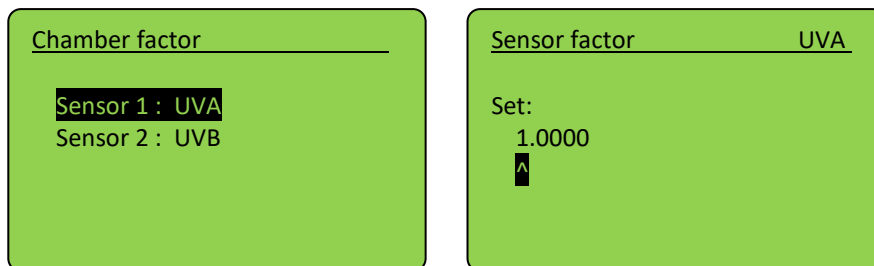 Chamber factor
Sensor 1 : UVA
Sensor 2 : UVB
Sensor factor UVA
Set:
1.0000
^